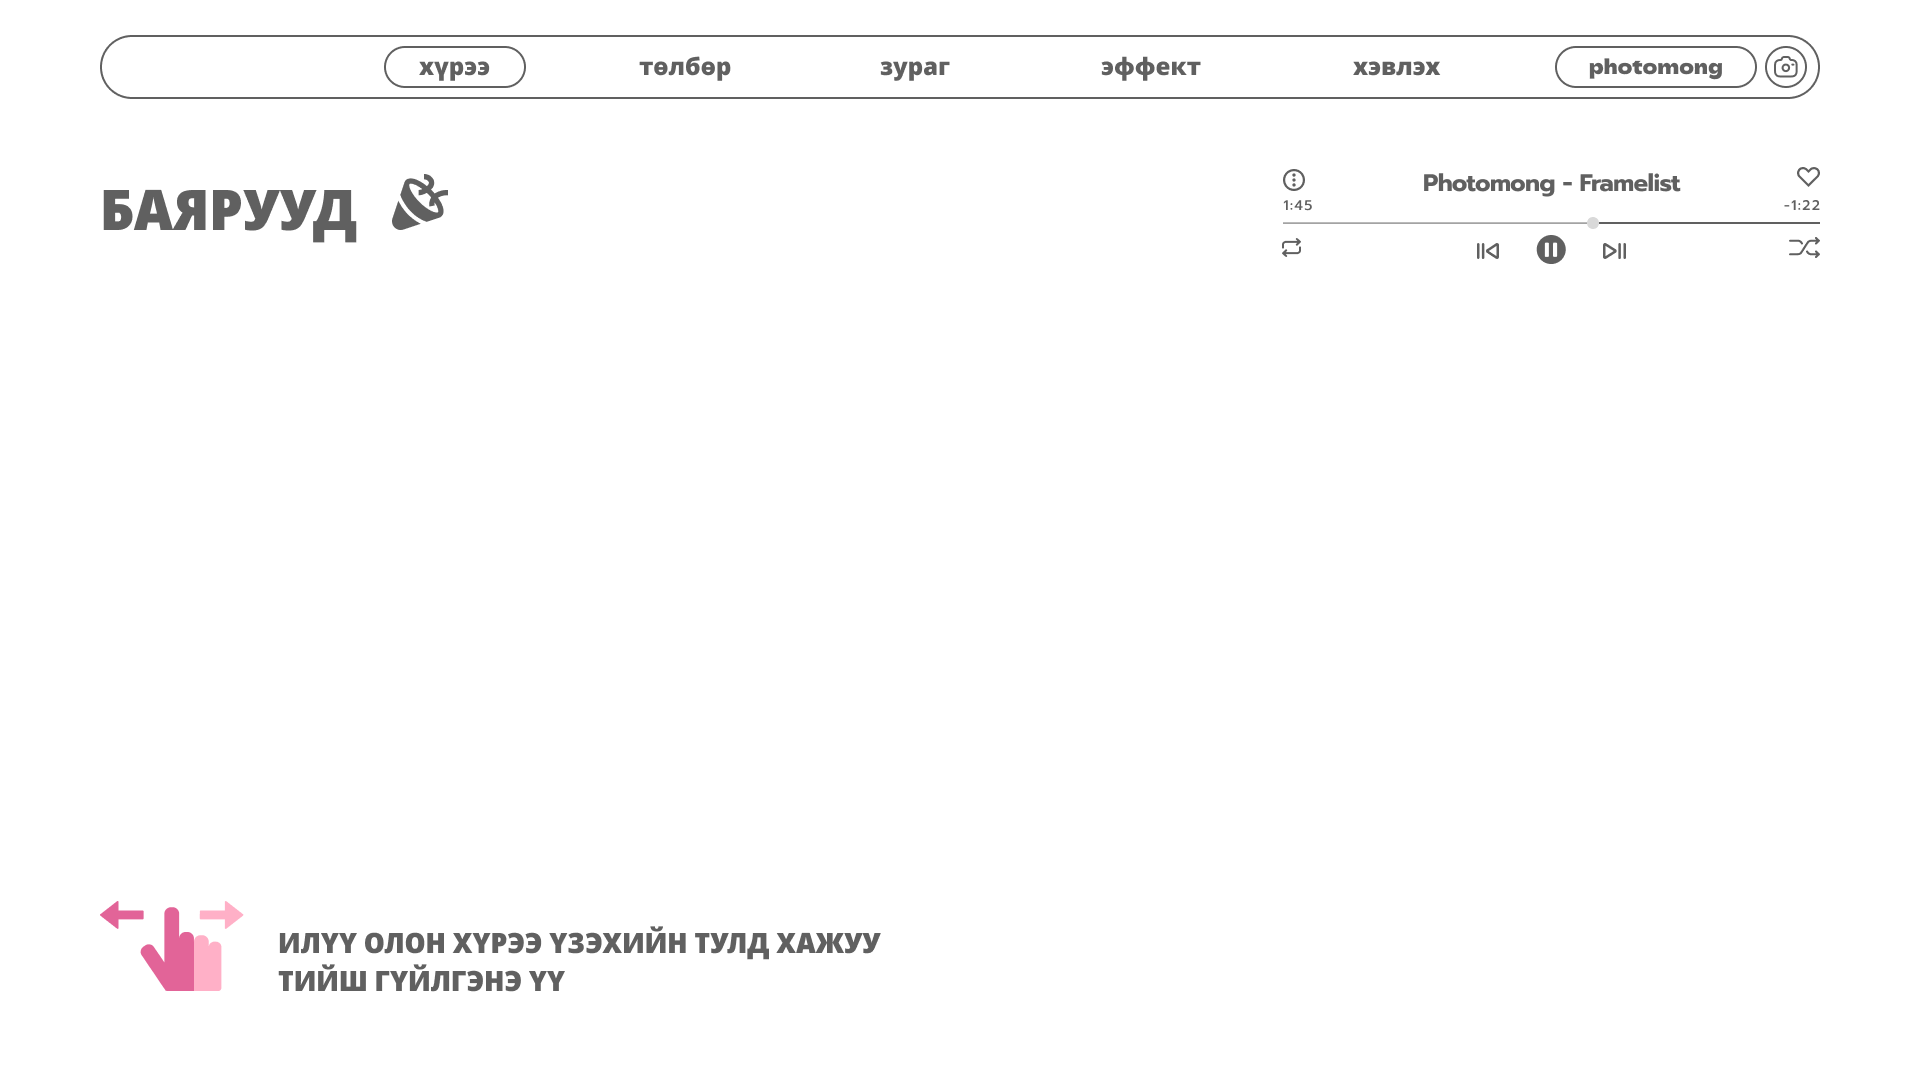 хүрээ төлбөр зураг эффект хэвлэх photomong
БАЯРУУД
Photomong - Framelist
1:45 -1:22
ИЛҮҮ ОЛОН ХҮРЭЭ ҮЗЭХИЙН ТУЛД ХАЖУУ
ТИЙШ ГҮЙЛГЭНЭ ҮҮ